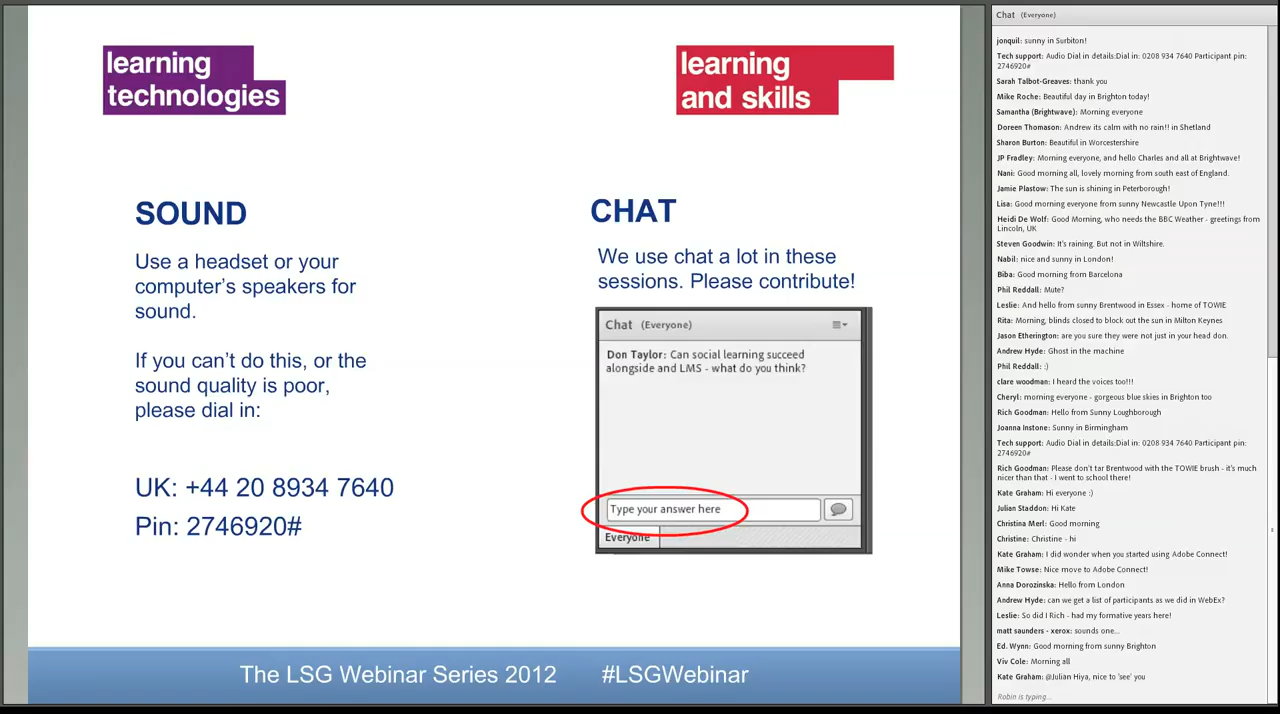 learning
technologies
learning
and skills
SOUND
Use a headset or your
computer's speakers for
sound.
If you can't do this, or the
sound quality is poor,
please dial in:
UK: +44 20 8934 7640
Pin: 2746920#
CHAT
We use chat a lot in these
sessions. Please contribute!
Chat (Everyone)
Don Taylor: Can social learning succeed
alongside and LMS - what do you think?
Type your answer here
Everyone
The LSG Webinar Series 2012 #LSGWebinar
Chat (Everyone)
jonquil: sunny in Surbiton!
Tech support: Audio Dial in details:Dial in: 0208 934 7640 Participant pin:
2746920#
Sarah Talbot-Greaves: thank you
Mike Roche: Beautiful day in Brighton today!
Samantha (Brightwave): Morning everyone
Doreen Thomason: Andrew its calm with no rain!! in Shetland
Sharon Burton: Beautiful in Worcestershire
JP Fradley: Morning everyone, and hello Charles and all at Brightwave!
Nani: Good morning all, lovely morning from south east of England.
Jamie Plastow: The sun is shining in Peterborough!
Lisa: Good morning everyone from sunny Newcastle Upon Tyne!!!
Heidi De Wolf: Good Morning, who needs the BBC Weather - greetings from
Lincoln, UK
Steven Goodwin: It's raining. But not in Wiltshire.
Nabil: nice and sunny in London!
Biba: Good morning from Barcelona
Phil Reddall: Mute?
Leslie: And hello from sunny Brentwood in Essex - home of TOWIE
Rita: Morning, blinds closed to block out the sun in Milton Keynes
Jason Etherington: are you sure they were not just in your head don.
Andrew Hyde: Ghost in the machine
Phil Reddall: :)
clare woodman: I heard the voices too!!!
Cheryl: morning everyone - gorgeous blue skies in Brighton too
Rich Goodman: Hello from Sunny Loughborough
Joanna Instone: Sunny in Birmingham
Tech support: Audio Dial in details:Dial in: 0208 934 7640 Participant pin:
2746920#
Rich Goodman: Please don't tar Brentwood with the TOWIE brush - it's much
nicer than that - I went to school there!
Kate Graham: Hi everyone :)
Julian Staddon: Hi Kate
Christina Merl: Good morning
Christine: Christine - hi
Kate Graham: I did wonder when you started using Adobe Connect!
Mike Towse: Nice move to Adobe Connect!
Anna Dorozinska: Hello from London
Andrew Hyde: can we get a list of participants as we did in WebEx?
Leslie: So did I Rich - had my formative years here!
matt saunders - xerox: sounds one...
Ed. Wynn: Good morning from sunny Brighton
Viv Cole: Morning all
Kate Graham: @Julian Hiya, nice to 'see' you
Robin is typing...